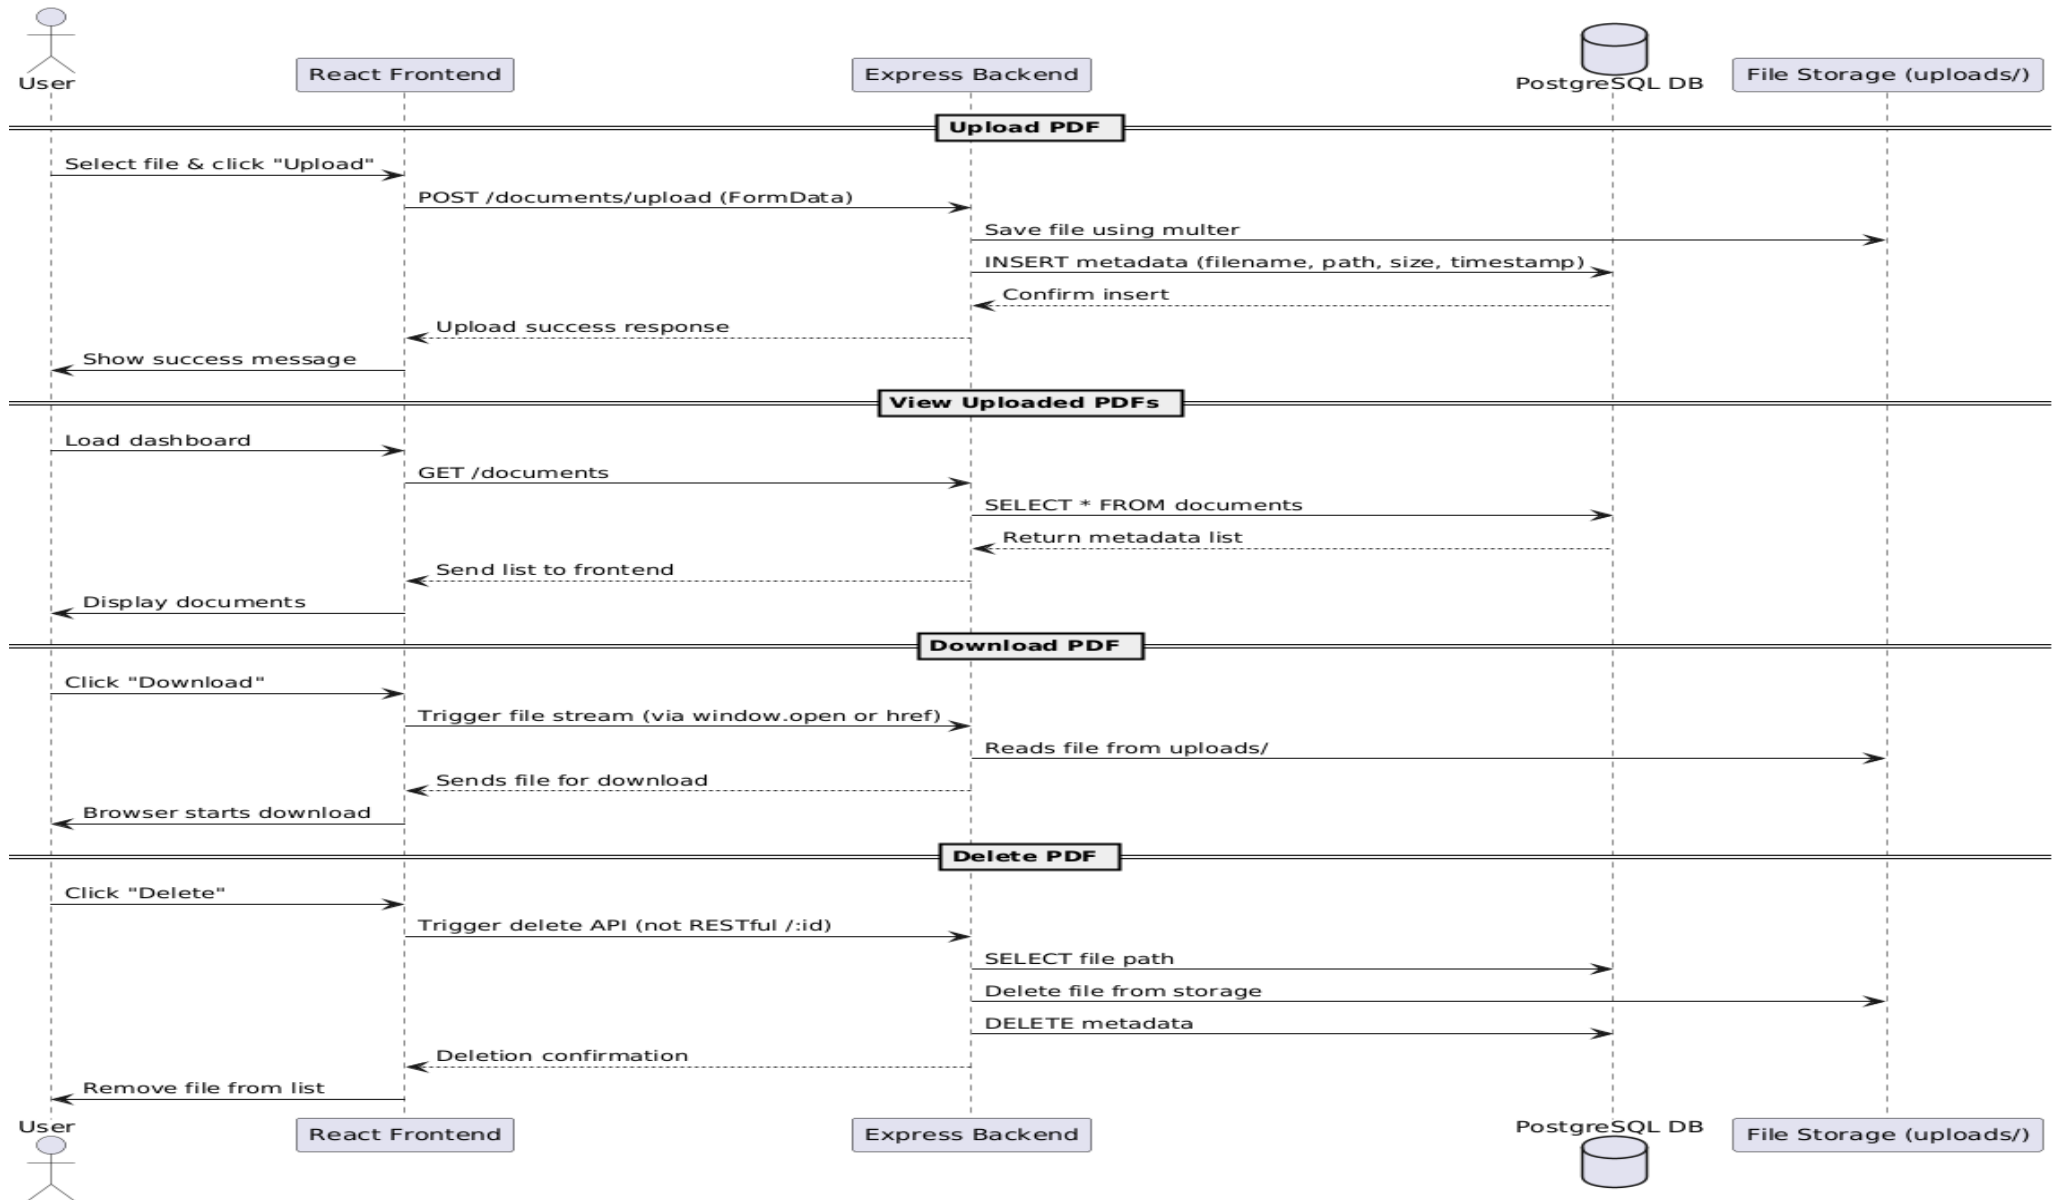 User
React Frontend
Express Backend
PostgreSQL DB
File Storage (uploads/)
Upload PDF
Select file & click "Upload"
POST /documents/upload (FormData)
Save file using multer
INSERT metadata (filename, path, size, timestamp)
Confirm insert
Upload success response
Show success message
View Uploaded PDFs
Load dashboard
GET /documents
SELECT * FROM documents
Return metadata list
Send list to frontend
Display documents
Download PDF
Click "Download"
Trigger file stream (via window.open or href)
Reads file from uploads/
Sends file for download
Browser starts download
Delete PDF
Click "Delete"
Trigger delete API (not RESTful /:id)
SELECT file path
Delete file from storage
DELETE metadata
Deletion confirmation
Remove file from list
User
React Frontend
Express Backend
PostgreSQL DB
File Storage (uploads/)